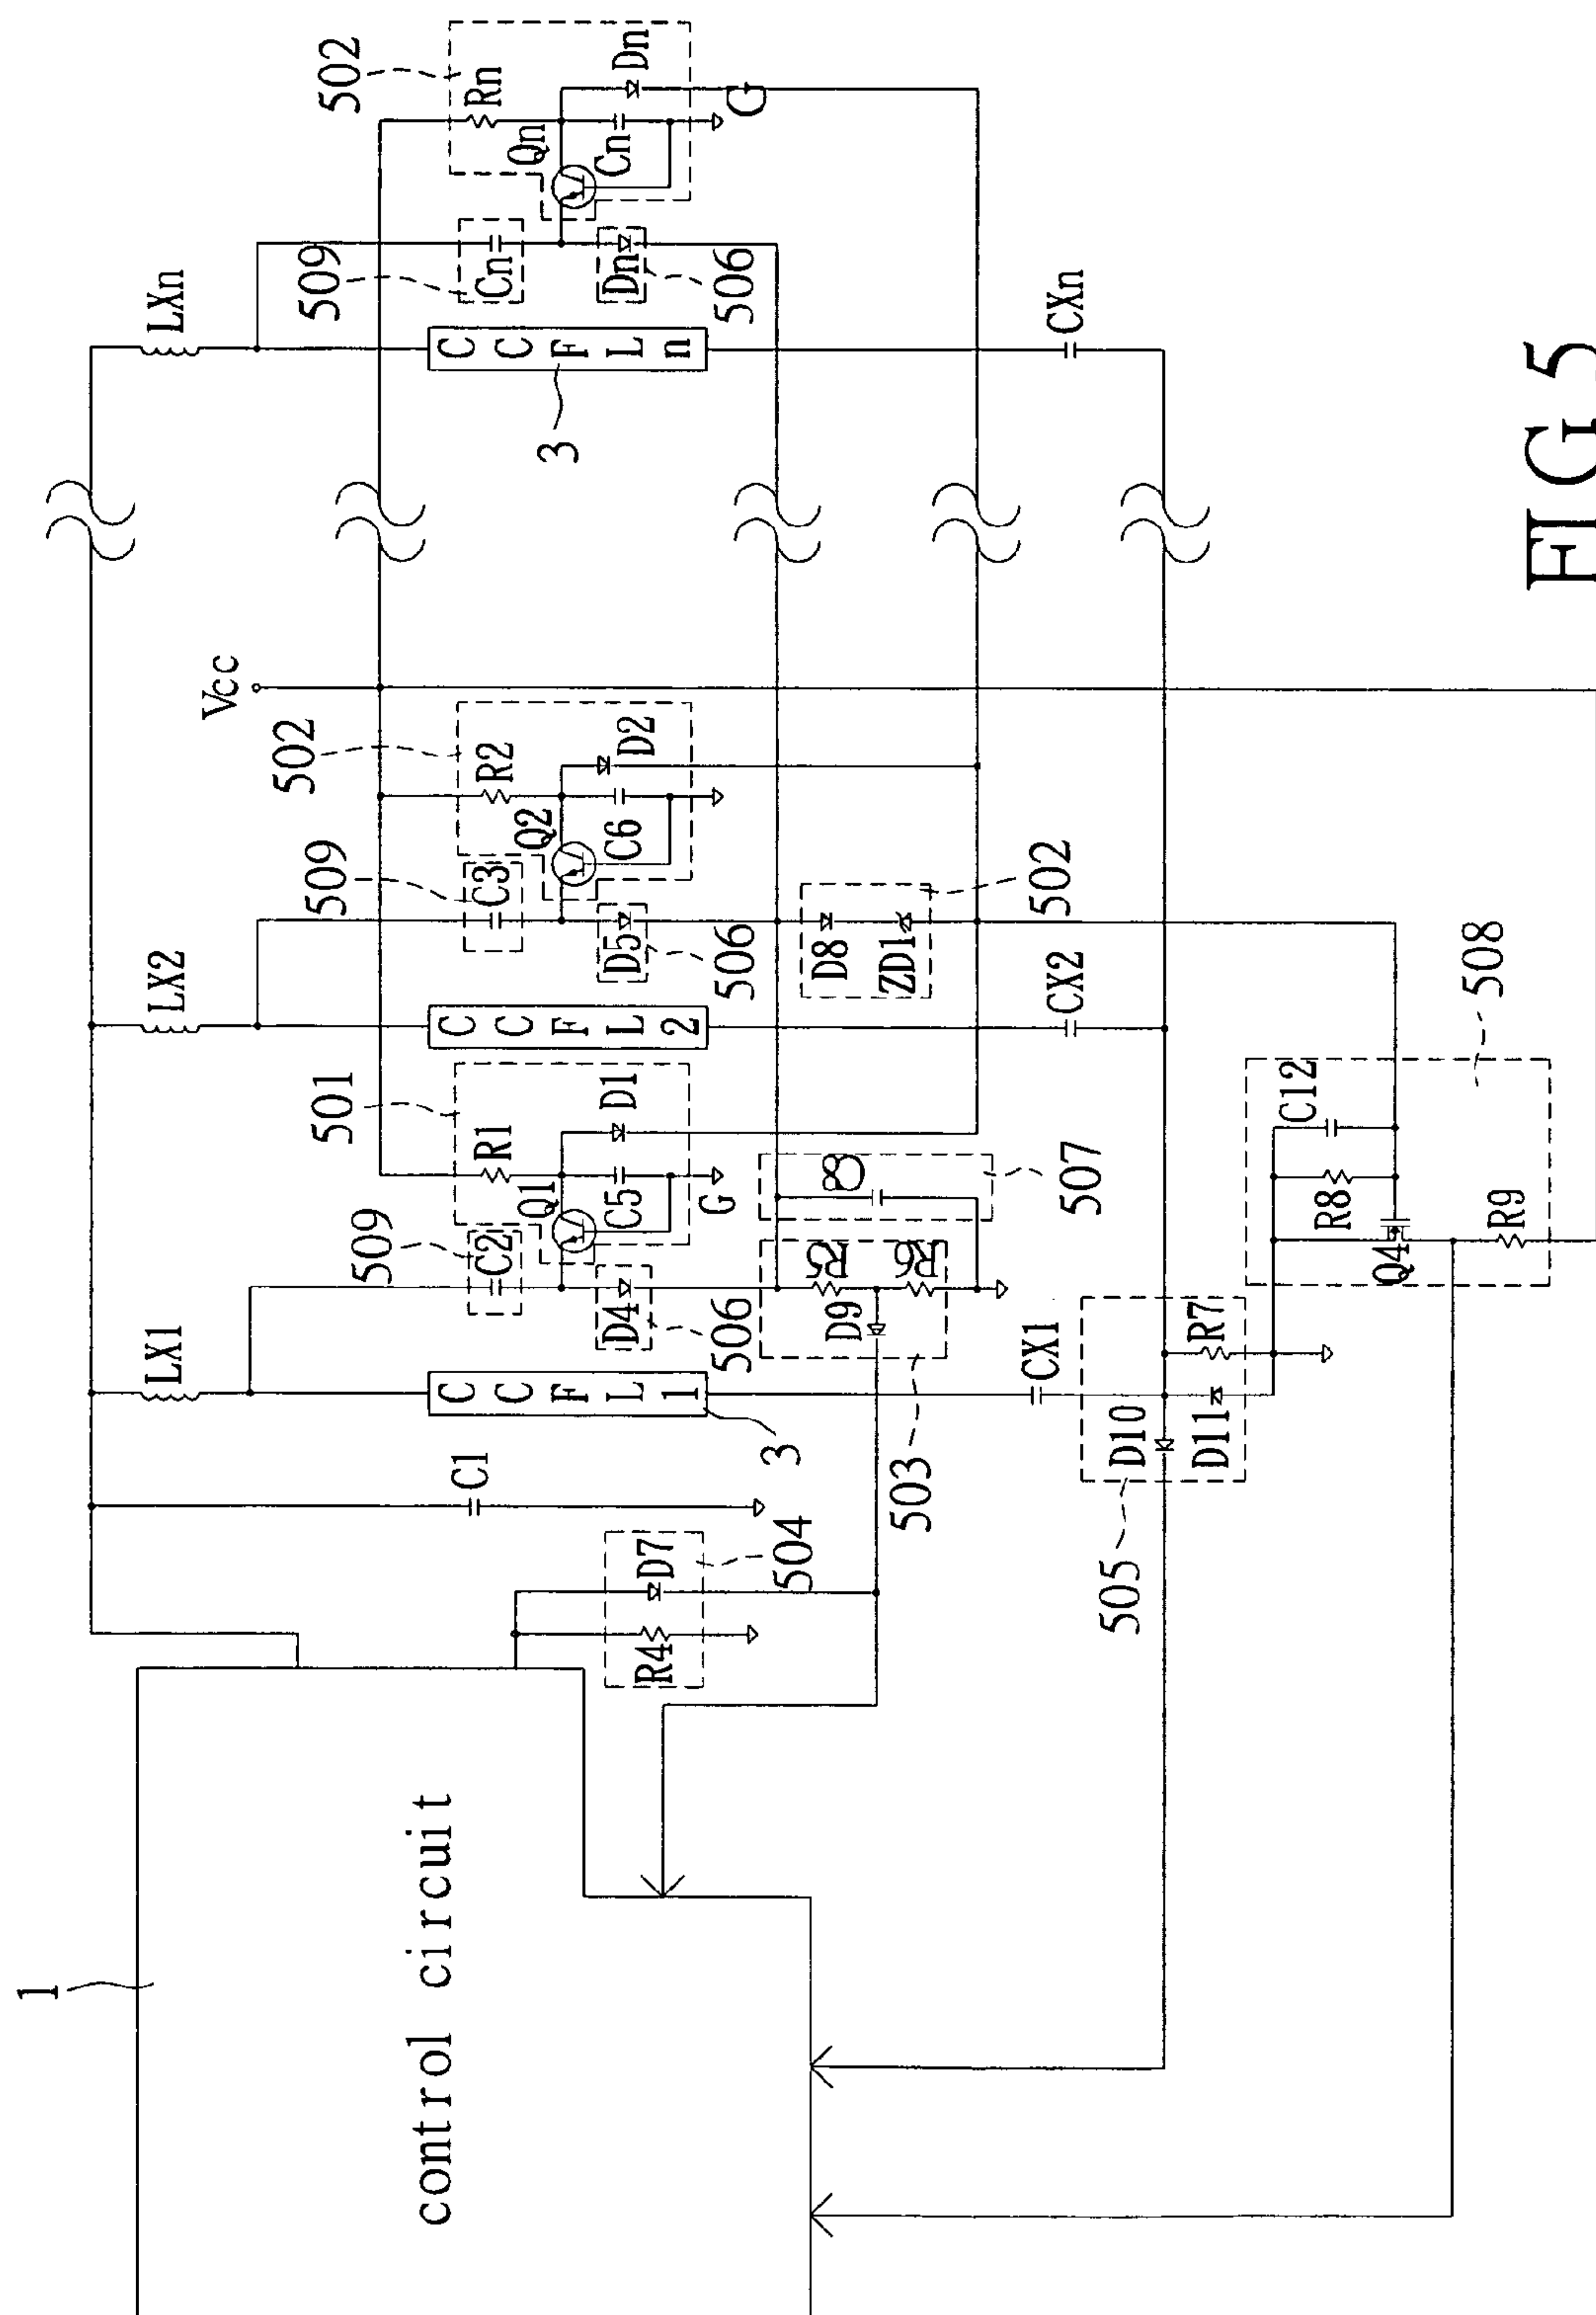 502
Rn
Dn
Qn
Cn
G
509
Cn
Dn
506
LXn
C C F L n
3
CXn
FIG 5
Vcc
502
R2
D2
Q2
C6
509
C3
D5
506
D8
ZD1
502
LX2
C C F L 2
CX2
508
501
R1
D1
Q1
C5
G
C8
507
C12
R8
Q4
R9
509
C2
D4
506
R5
R6
D9
503
LX1
C C F L 1
3
CX1
R7
D10
D11
505
C1
D7
R4
504
1
control circuit